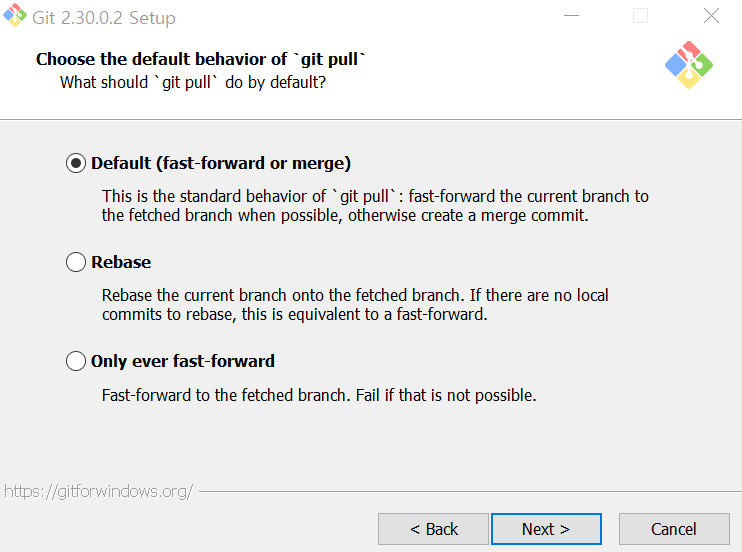 Git 2.30.0.2 Setup
Choose the default behavior of `git pull`
What should `git pull` do by default?
Default (fast-forward or merge)
This is the standard behavior of `git pull`: fast-forward the current branch to
the fetched branch when possible, otherwise create a merge commit.
Rebase
Rebase the current branch onto the fetched branch. If there are no local
commits to rebase, this is equivalent to a fast-forward.
Only ever fast-forward
Fast-forward to the fetched branch. Fail if that is not possible.
https://gitforwindows.org/
< Back
Next >
Cancel